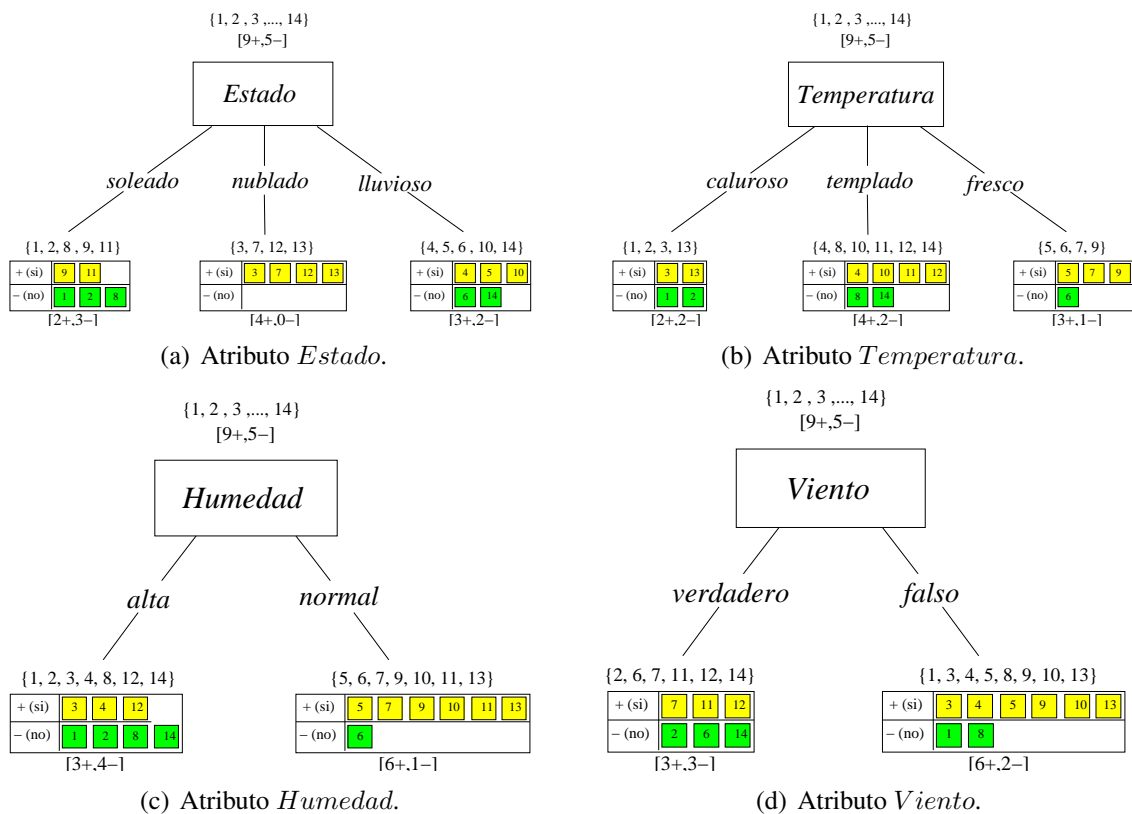 {1, 2 , 3 ,..., 14}
[9+,5−]
Estado
soleado nublado lluvioso
{1, 2, 8 , 9, 11} {3, 7, 12, 13} {4, 5, 6 , 10, 14}
+ (si) 9 11
− (no) 1 2 8
[2+,3−]
+ (si) 3 7 12 13
− (no)
[4+,0−]
+ (si) 4 5 10
− (no) 6 14
[3+,2−]
(a) Atributo Estado.
{1, 2 , 3 ,..., 14}
[9+,5−]
Temperatura
caluroso templado fresco
{1, 2, 3, 13} {4, 8, 10, 11, 12, 14} {5, 6, 7, 9}
+ (si) 3 13
− (no) 1 2
[2+,2−]
+ (si) 4 10 11 12
− (no) 8 14
[4+,2−]
+ (si) 5 7 9
− (no) 6
[3+,1−]
(b) Atributo Temperatura.
{1, 2 , 3 ,..., 14}
[9+,5−]
Humedad
alta normal
{1, 2, 3, 4, 8, 12, 14} {5, 6, 7, 9, 10, 11, 13}
+ (si) 3 4 12
− (no) 1 2 8 14
[3+,4−]
+ (si) 5 7 9 10 11 13
− (no) 6
[6+,1−]
(c) Atributo Humedad.
{1, 2 , 3 ,..., 14}
[9+,5−]
Viento
verdadero falso
{2, 6, 7, 11, 12, 14} {1, 3, 4, 5, 8, 9, 10, 13}
+ (si) 7 11 12
− (no) 2 6 14
[3+,3−]
+ (si) 3 4 5 9 10 13
− (no) 1 8
[6+,2−]
(d) Atributo Viento.